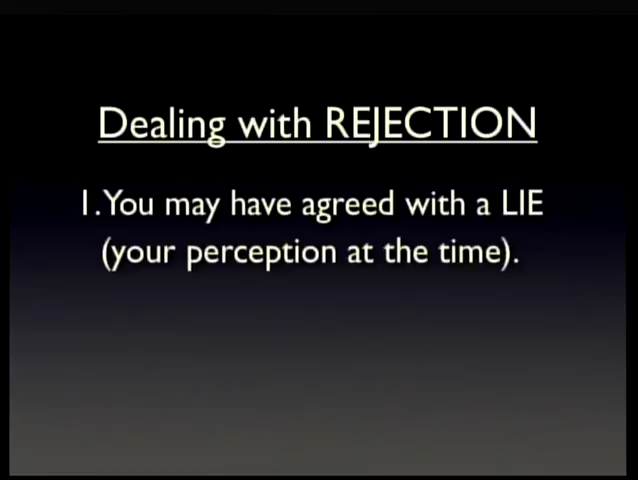 Dealing with REJECTION
1. You may have agreed with a LIE
(your perception at the time).